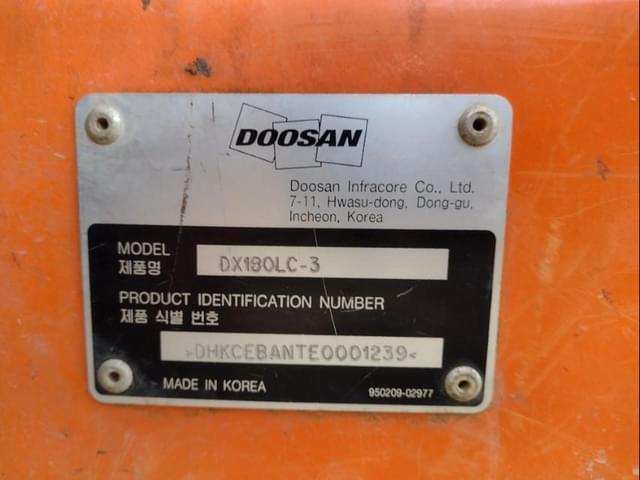 DOOSAN
Doosan Infracore Co., Ltd.
7-11, Hwasu-dong, Dong-gu,
Incheon, Korea
MODEL
제품명 DX180LC-3
PRODUCT IDENTIFICATION NUMBER
제품 식별 번호
>DHKCEBANTE0001239<
MADE IN KOREA 950209-02977